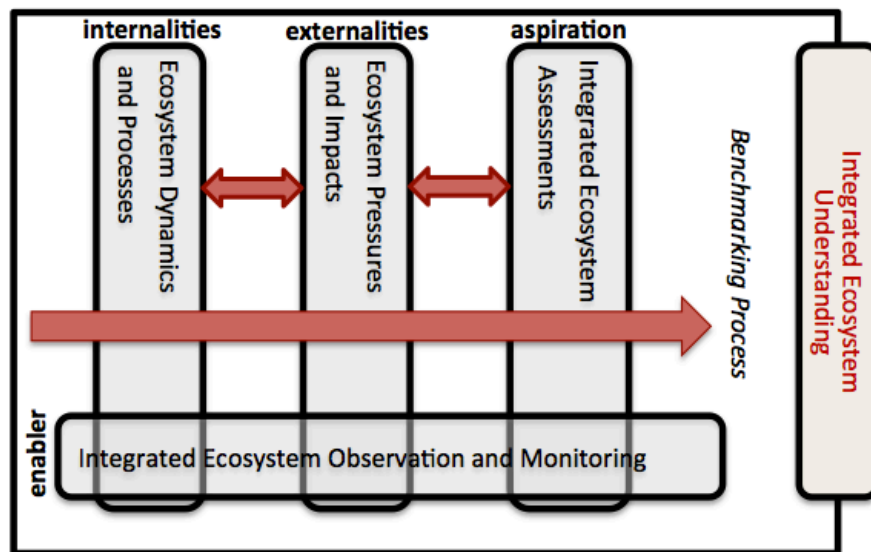 internalities
externalities
aspiration
Ecosystem Dynamics
and Processes
Ecosystem Pressures
and Impacts
Integrated Ecosystem
Assessments
Benchmarking Process
Integrated Ecosystem
Understanding
enabler
Integrated Ecosystem Observation and Monitoring